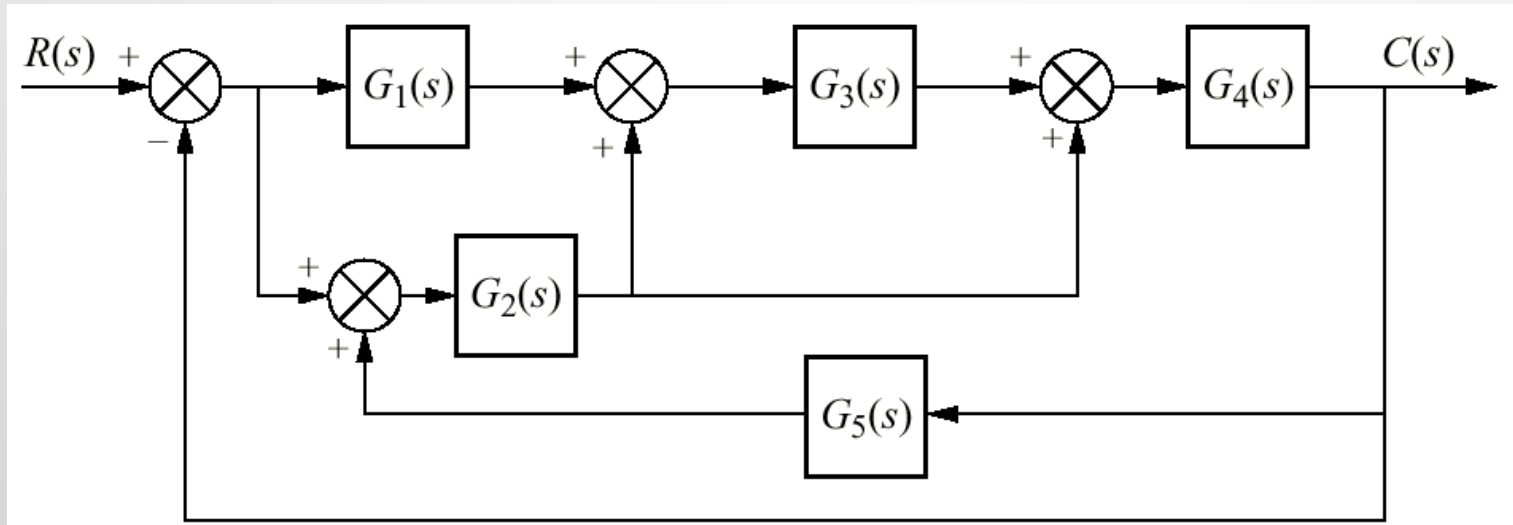 R(s) + C(s)
G₁(s) + G₃(s) + G₄(s)
− + +
+ G₂(s)
+ G₅(s)